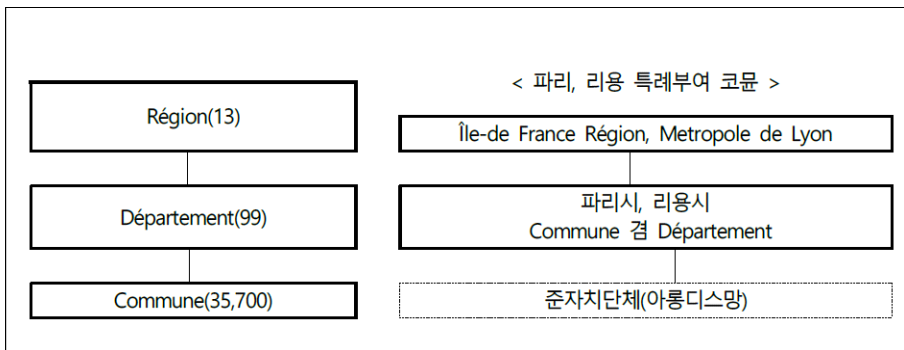 Région(13)
Département(99)
Commune(35,700)
< 파리, 리용 특례부여 코뮨 >
Île-de France Région, Metropole de Lyon
파리시, 리용시
Commune 겸 Département
준자치단체(아롱디스망)